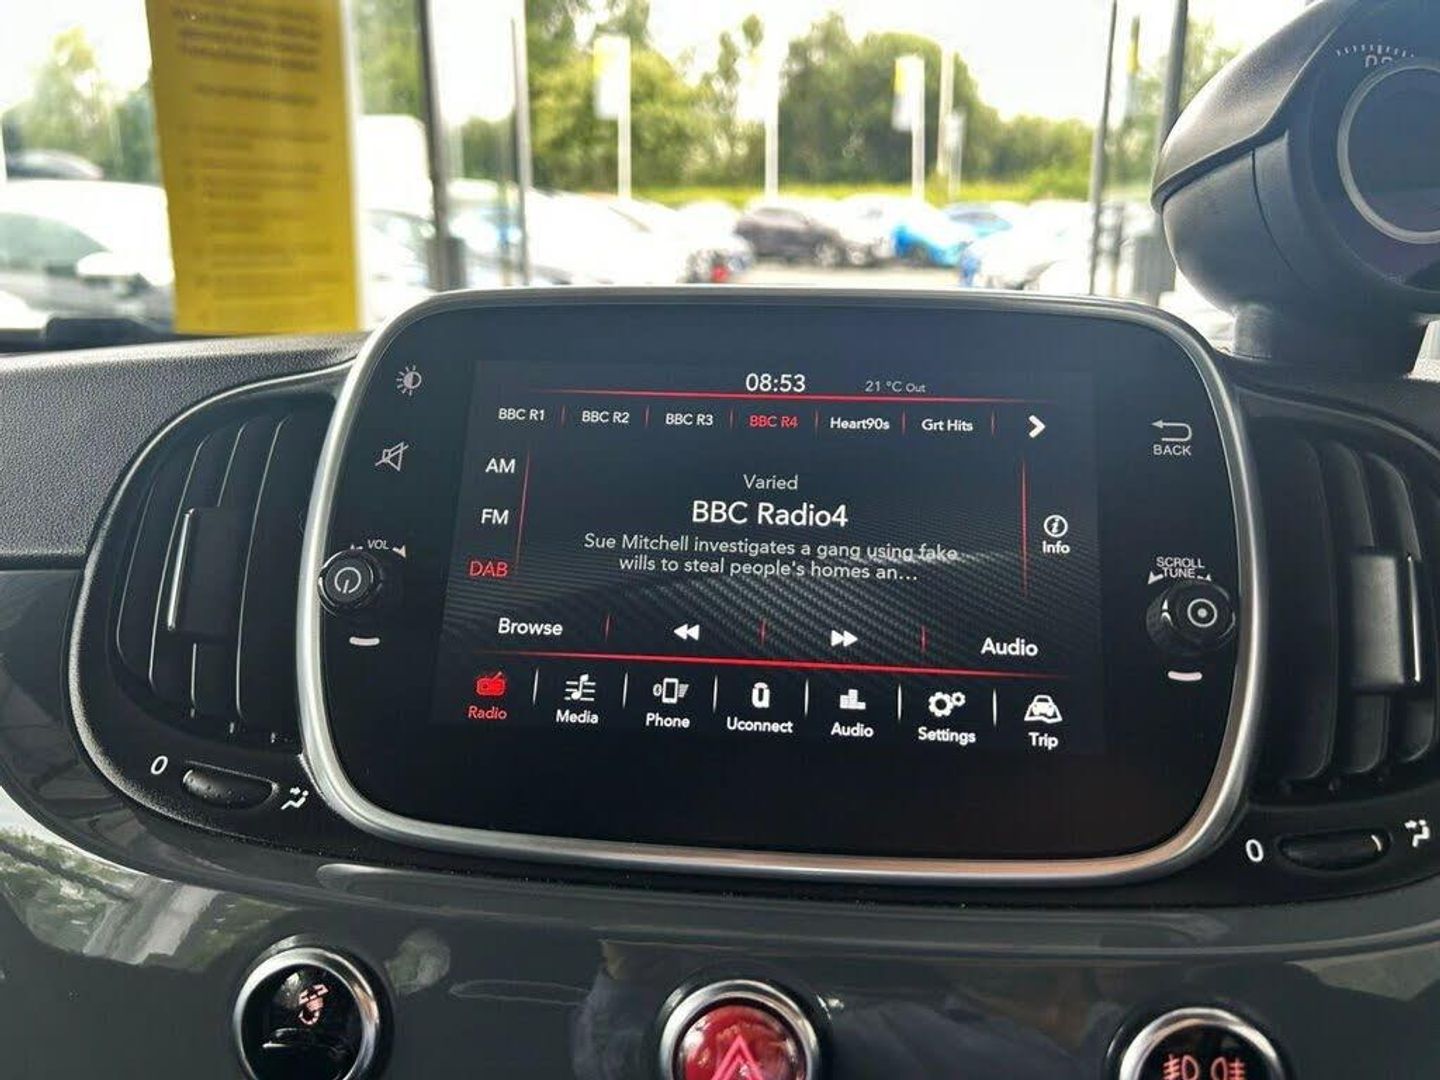 08:53
21 °C Out
BBC R1
BBC R2
BBC R3
BBC R4
Heart90s
Grt Hits
BACK
AM
FM
DAB
Varied
BBC Radio4
Sue Mitchell investigates a gang using fake
wills to steal people's homes an...
Info
VOL
SCROLL
TUNE
Browse
Audio
Radio
Media
Phone
Uconnect
Audio
Settings
Trip
0
0